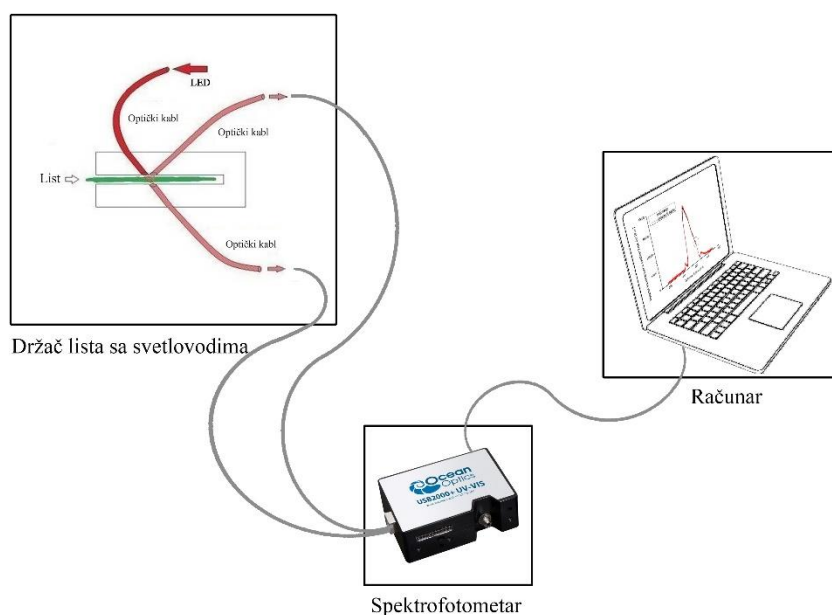 LED
Optički kabl
Optički kabl
List
Optički kabl
Držač lista sa svetlovodima
Računar
Ocean
Optics
USB2000+ UV-VIS
Spektrofotometar